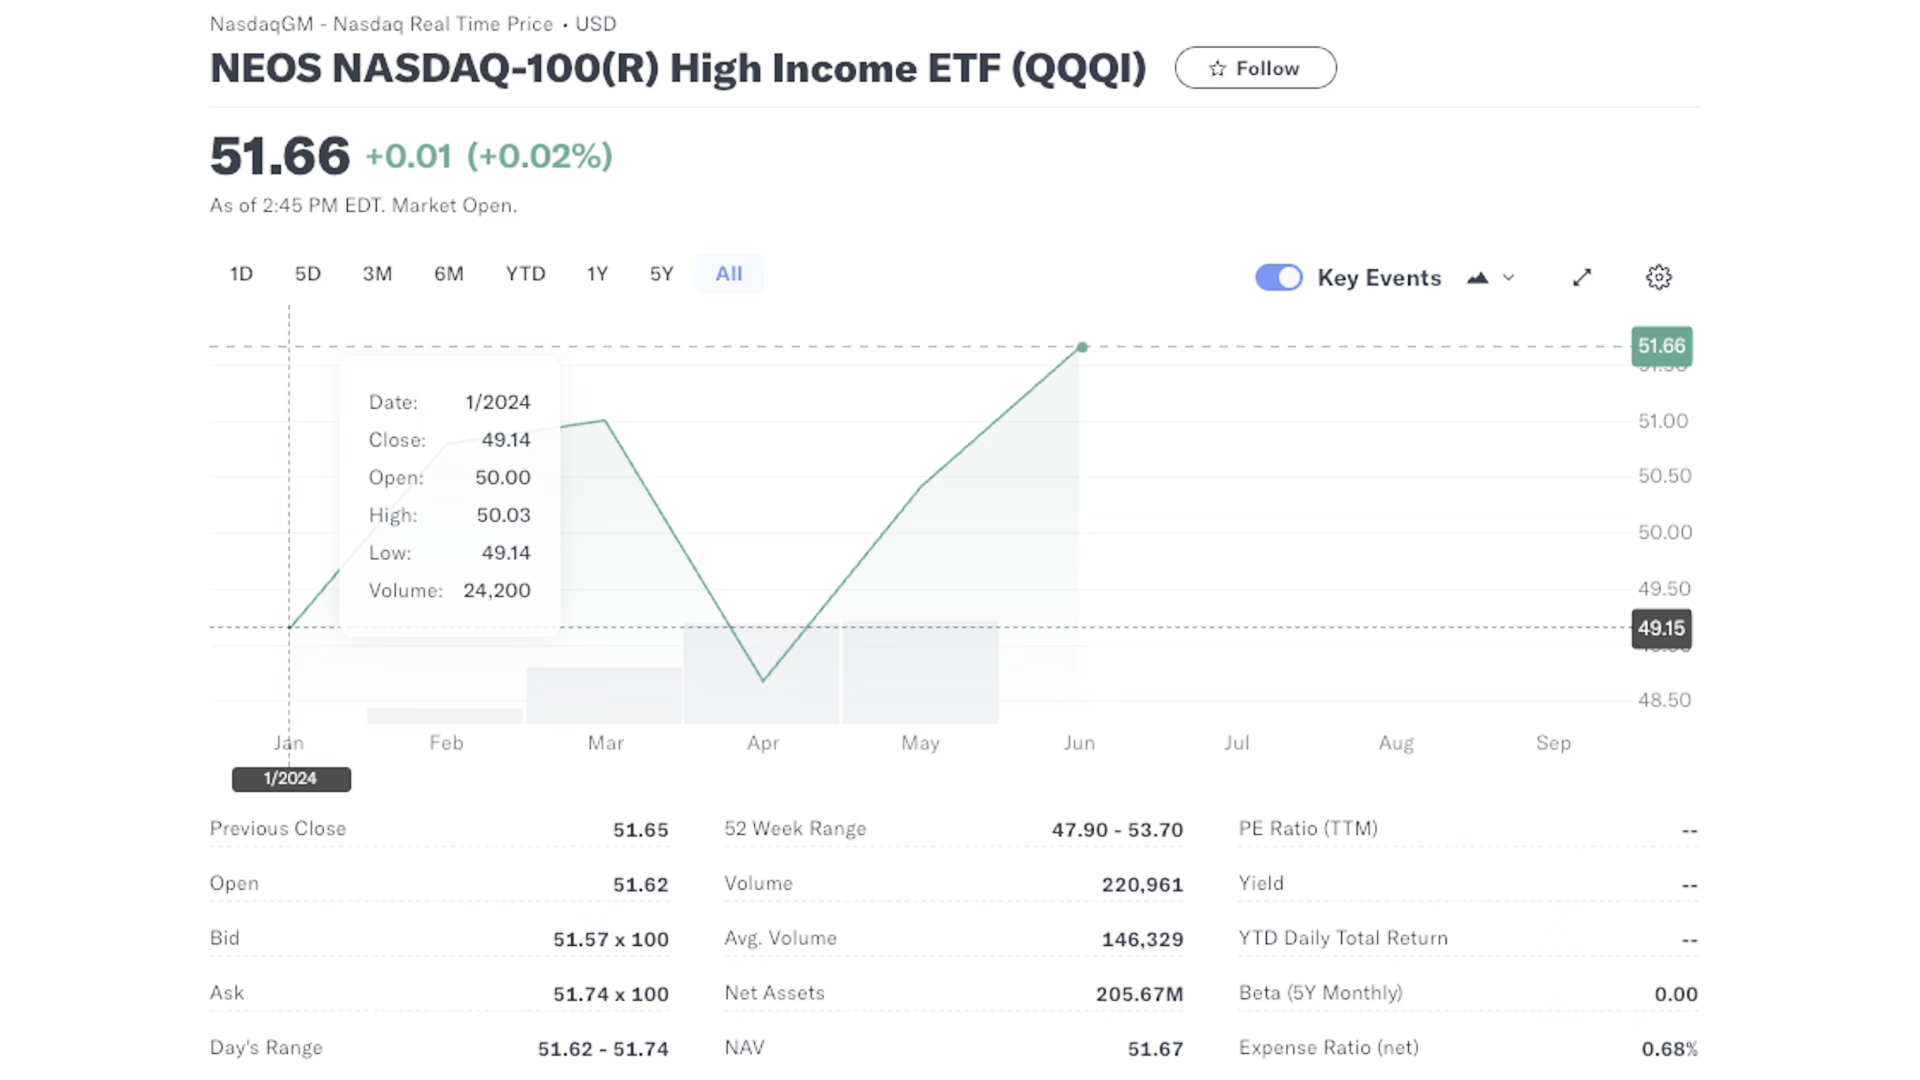 NasdaqGM - Nasdaq Real Time Price • USD
NEOS NASDAQ-100(R) High Income ETF (QQQI)
Follow
51.66 +0.01 (+0.02%)
As of 2:45 PM EDT. Market Open.
1D 5D 3M 6M YTD 1Y 5Y All
Key Events
51.66
51.00
50.50
50.00
49.50
49.15
48.50
Date: 1/2024
Close: 49.14
Open: 50.00
High: 50.03
Low: 49.14
Volume: 24,200
Jan Feb Mar Apr May Jun Jul Aug Sep
1/2024
Previous Close 51.65
Open 51.62
Bid 51.57 x 100
Ask 51.74 x 100
Day's Range 51.62 - 51.74
52 Week Range 47.90 - 53.70
Volume 220,961
Avg. Volume 146,329
Net Assets 205.67M
NAV 51.67
PE Ratio (TTM) --
Yield --
YTD Daily Total Return --
Beta (5Y Monthly) 0.00
Expense Ratio (net) 0.68%